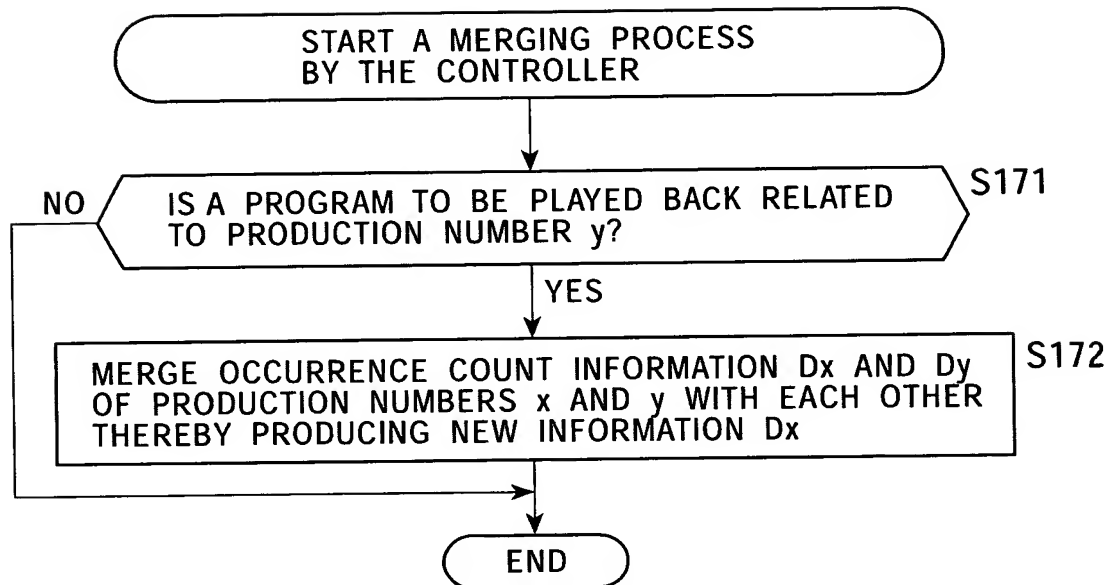 START A MERGING PROCESS
BY THE CONTROLLER
NO
IS A PROGRAM TO BE PLAYED BACK RELATED
TO PRODUCTION NUMBER y?
S171
YES
MERGE OCCURRENCE COUNT INFORMATION Dx AND Dy
OF PRODUCTION NUMBERS x AND y WITH EACH OTHER
THEREBY PRODUCING NEW INFORMATION Dx
S172
END